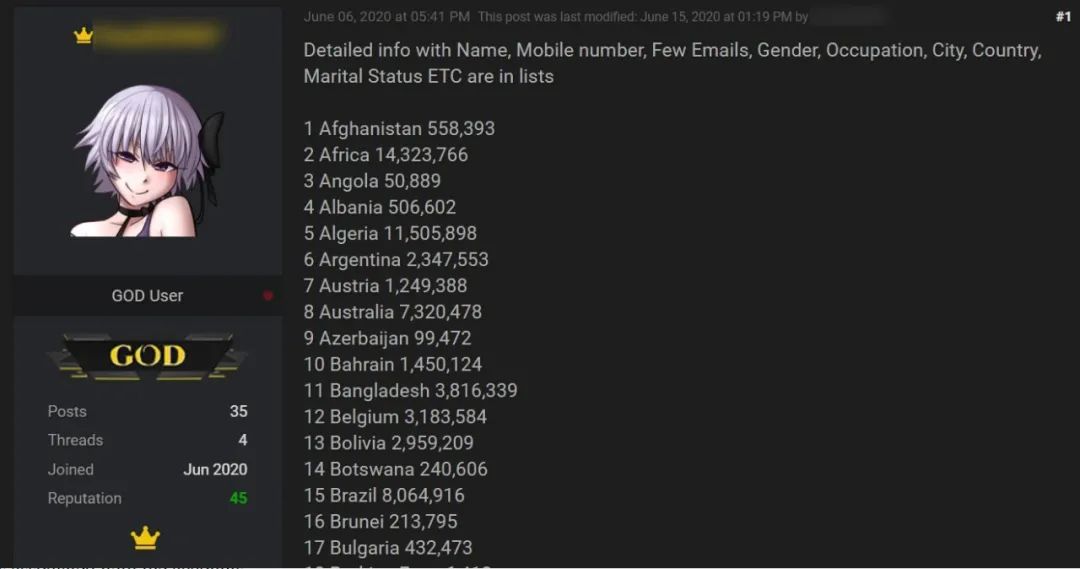 June 06, 2020 at 05:41 PM This post was last modified: June 15, 2020 at 01:19 PM by
#1
Detailed info with Name, Mobile number, Few Emails, Gender, Occupation, City, Country,
Marital Status ETC are in lists
1 Afghanistan 558,393
2 Africa 14,323,766
3 Angola 50,889
4 Albania 506,602
5 Algeria 11,505,898
6 Argentina 2,347,553
7 Austria 1,249,388
8 Australia 7,320,478
9 Azerbaijan 99,472
10 Bahrain 1,450,124
11 Bangladesh 3,816,339
12 Belgium 3,183,584
13 Bolivia 2,959,209
14 Botswana 240,606
15 Brazil 8,064,916
16 Brunei 213,795
17 Bulgaria 432,473
GOD User
GOD
Posts 35
Threads 4
Joined Jun 2020
Reputation 45